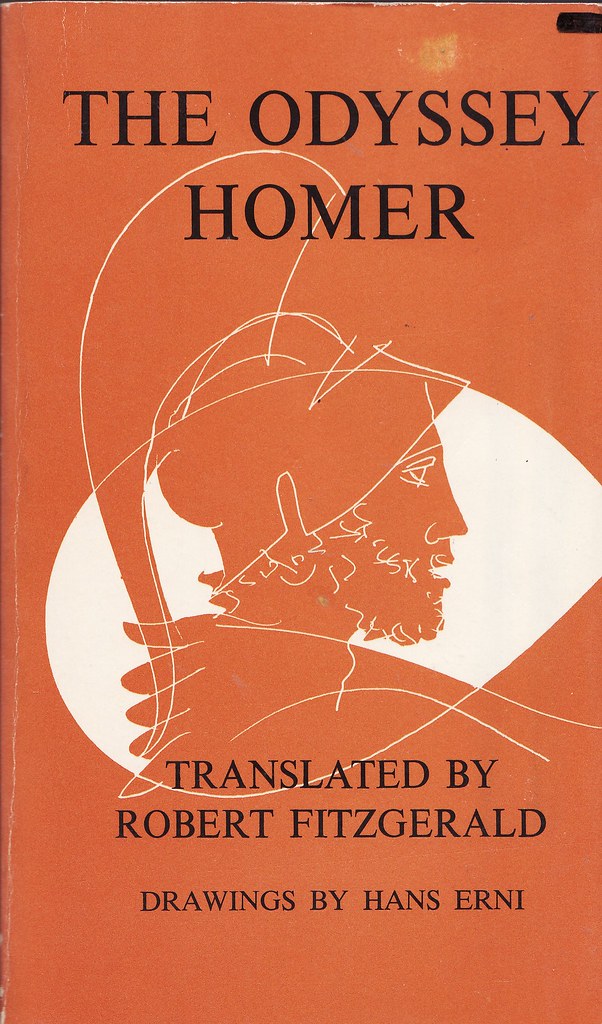 THE ODYSSEY
HOMER
TRANSLATED BY
ROBERT FITZGERALD
DRAWINGS BY HANS ERNI